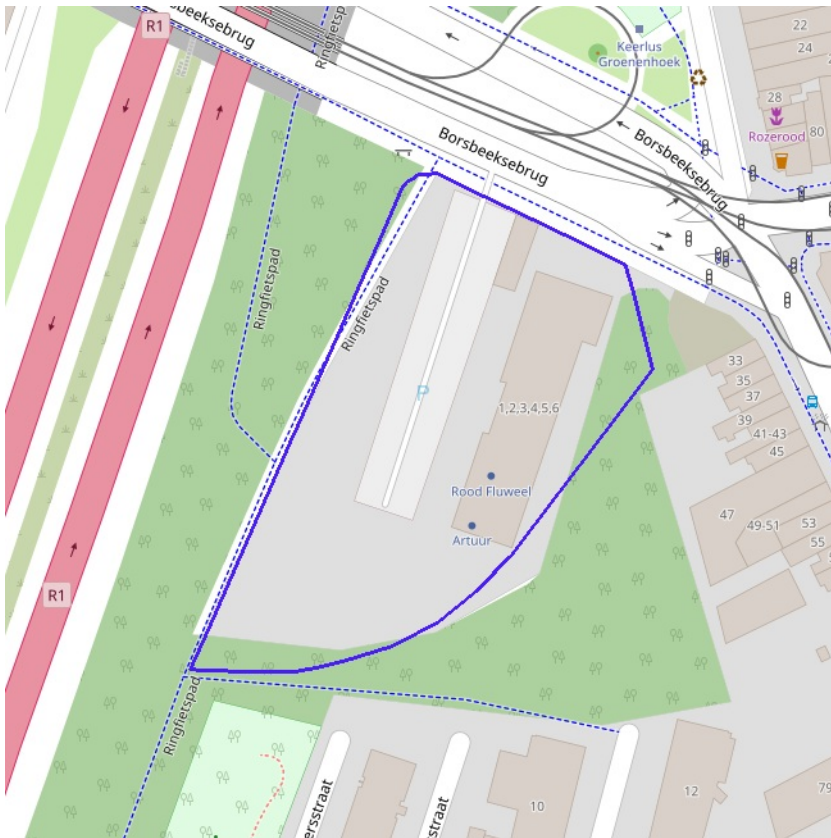 R1
Borsbeeksebrug
Ringfietspad
Keerlus
Groenenhoek
22
24
28
Rozerood
80
Borsbeeksebrug
Borsbeeksebrug
Ringfietspad
Ringfietspad
33
35
37
1,2,3,4,5,6
39
41-43
45
Rood Fluweel
47
49-51
53
Artuur
55
R1
Ringfietspad
ersstraat
rstraat
10
12
79